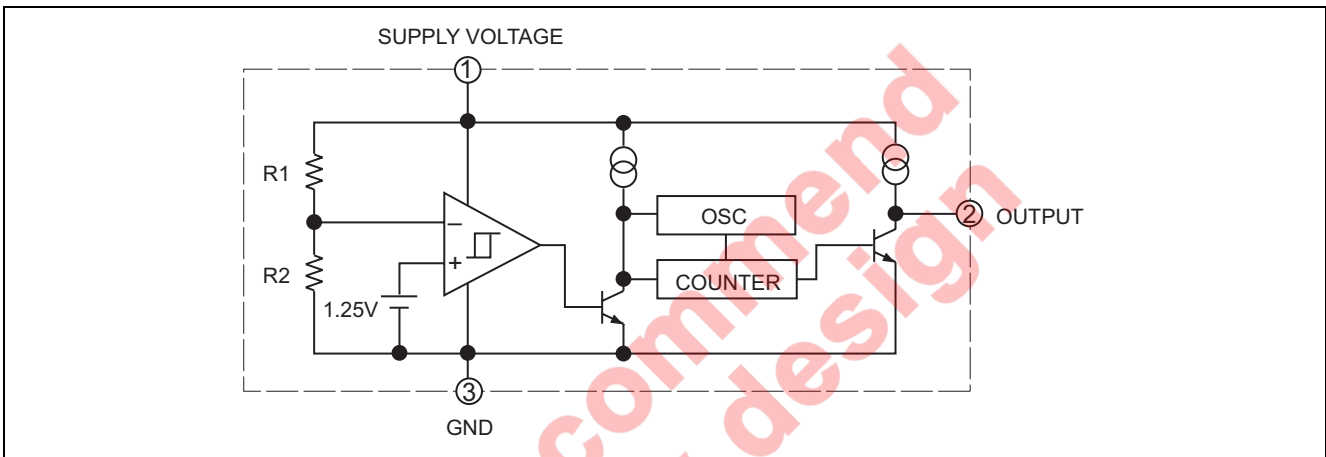 SUPPLY VOLTAGE
1
R1
−
OSC
2 OUTPUT
+
R2
COUNTER
1.25V
3
GND
commend
design